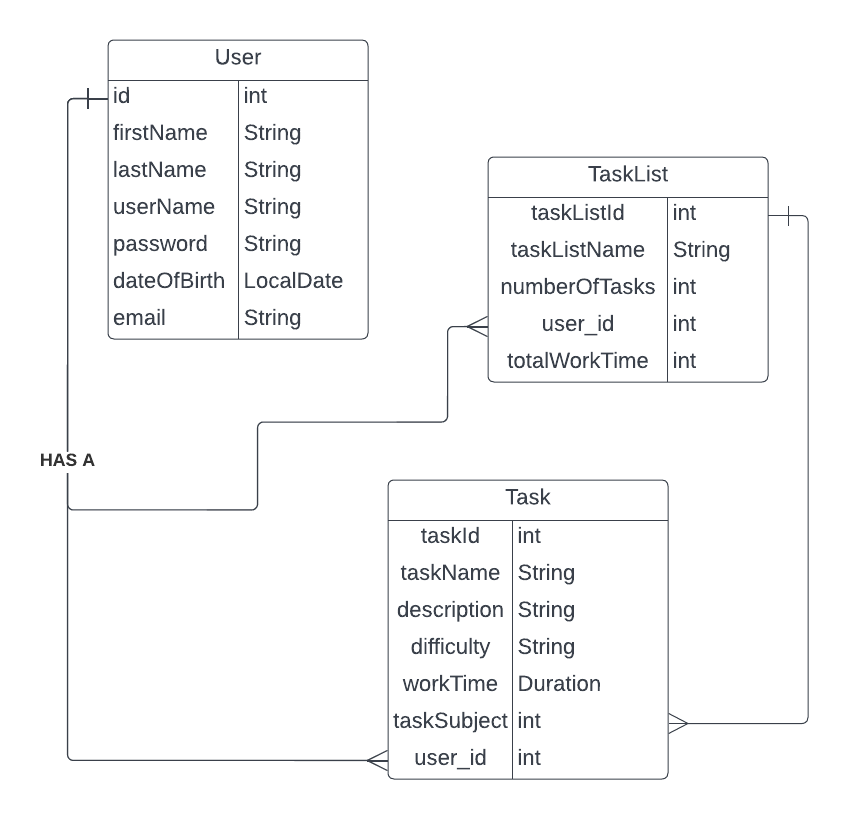 User
id int
firstName String
lastName String
userName String
password String
dateOfBirth LocalDate
email String
TaskList
taskListId int
taskListName String
numberOfTasks int
user_id int
totalWorkTime int
HAS A
Task
taskId int
taskName String
description String
difficulty String
workTime Duration
taskSubject int
user_id int